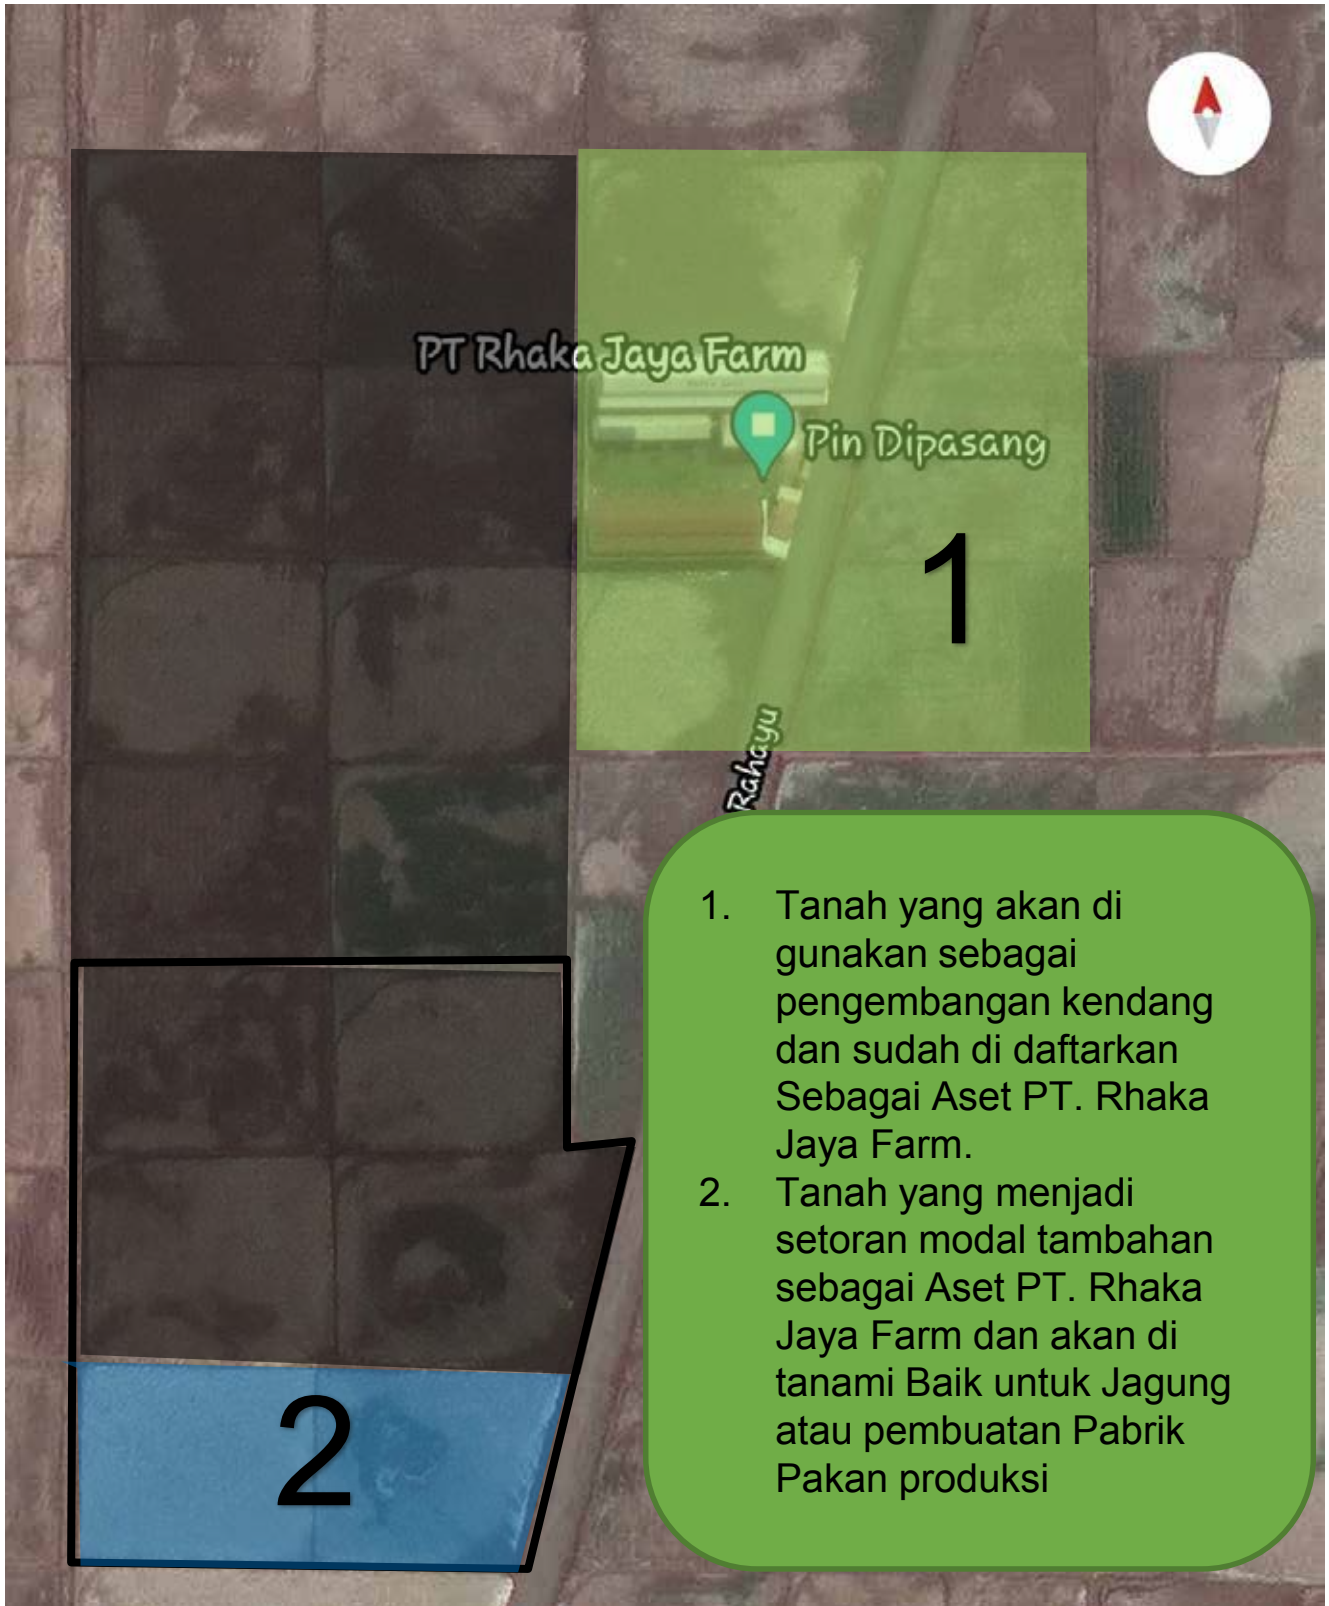 PT Rhaka Jaya Farm
Pin Dipasang
1
Rahayu
1. Tanah yang akan di
gunakan sebagai
pengembangan kendang
dan sudah di daftarkan
Sebagai Aset PT. Rhaka
Jaya Farm.
2. Tanah yang menjadi
setoran modal tambahan
sebagai Aset PT. Rhaka
Jaya Farm dan akan di
tanami Baik untuk Jagung
atau pembuatan Pabrik
Pakan produksi
2